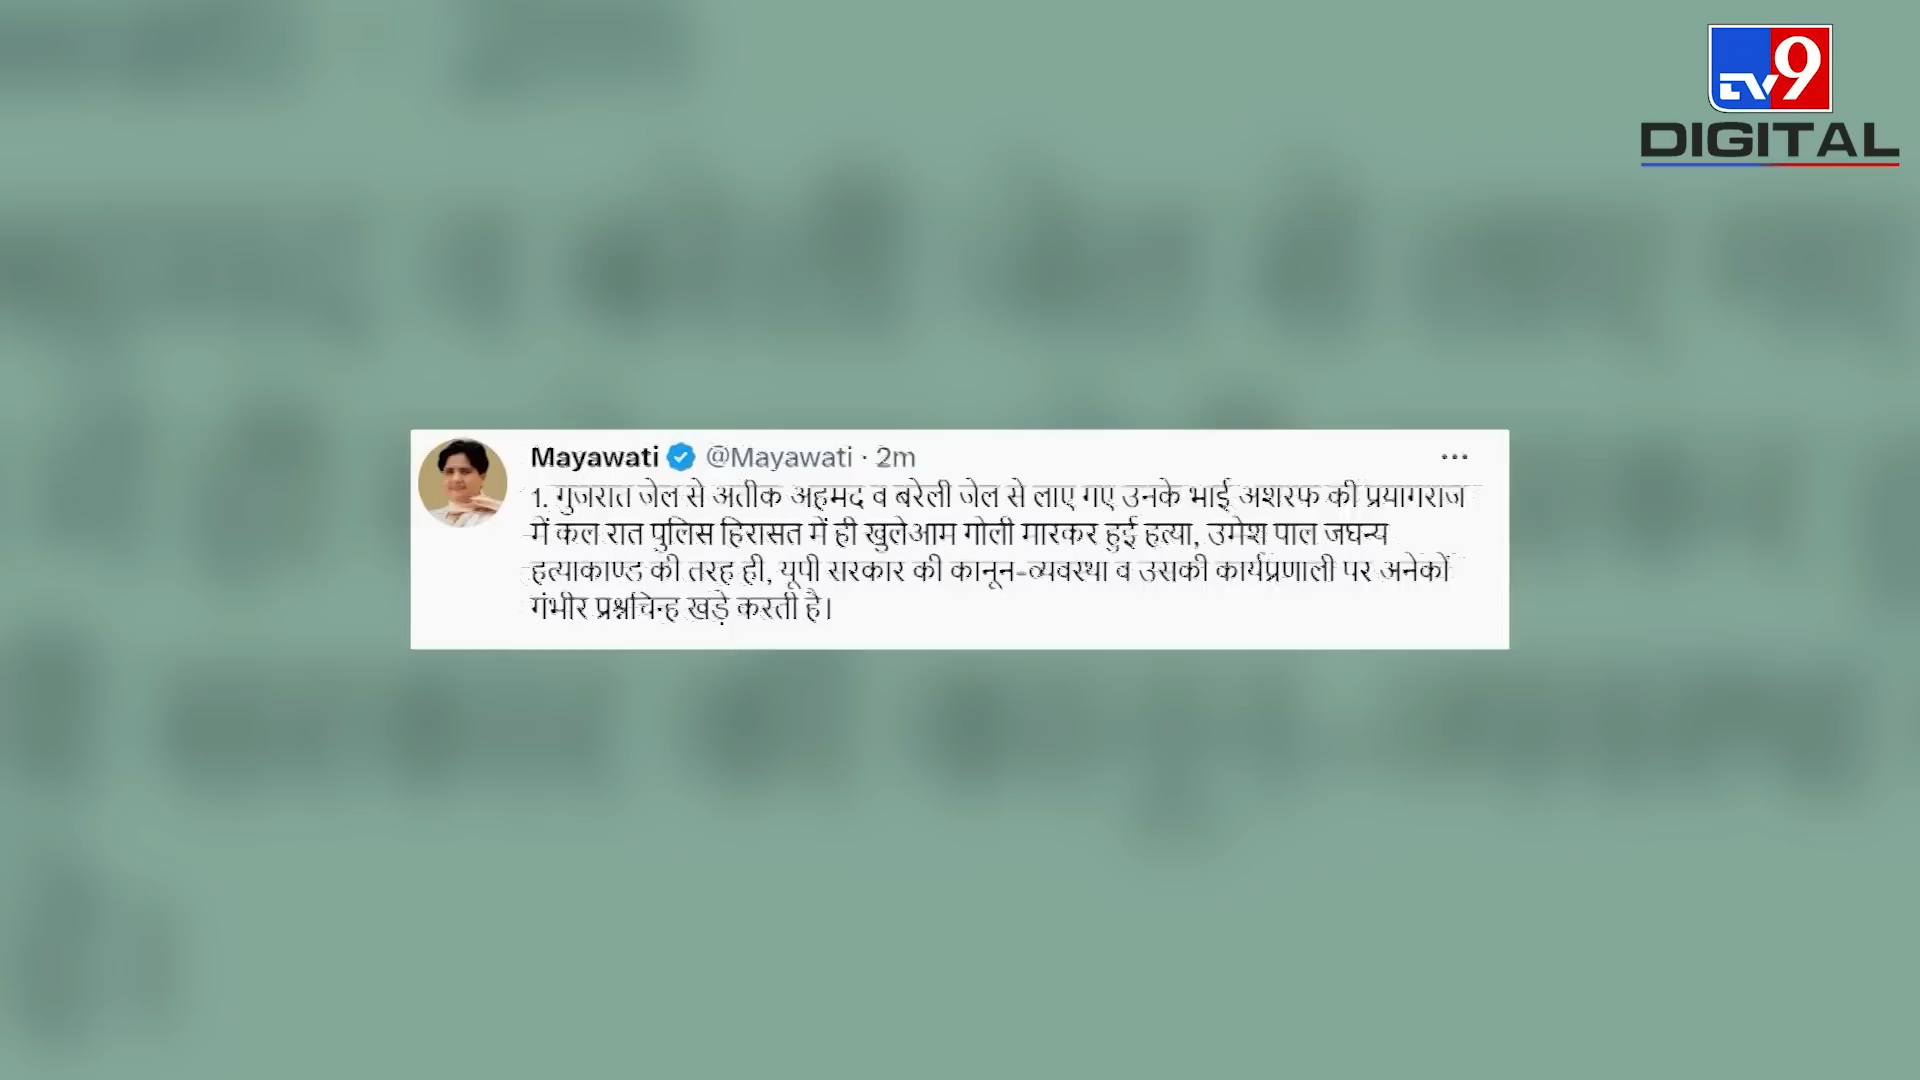 TV9
DIGITAL
Mayawati @Mayawati · 2m
1. गुजरात जेल से अतीक अहमद व बरेली जेल से लाए गए उनके भाई अशरफ की प्रयागराज
में कल रात पुलिस हिरासत में ही खुलेआम गोली मारकर हुई हत्या, उमेश पाल जघन्य
हत्याकाण्ड की तरह ही, यूपी सरकार की कानून-व्यवस्था व उसकी कार्यप्रणाली पर अनेकों
गंभीर प्रश्नचिन्ह खड़े करती है।